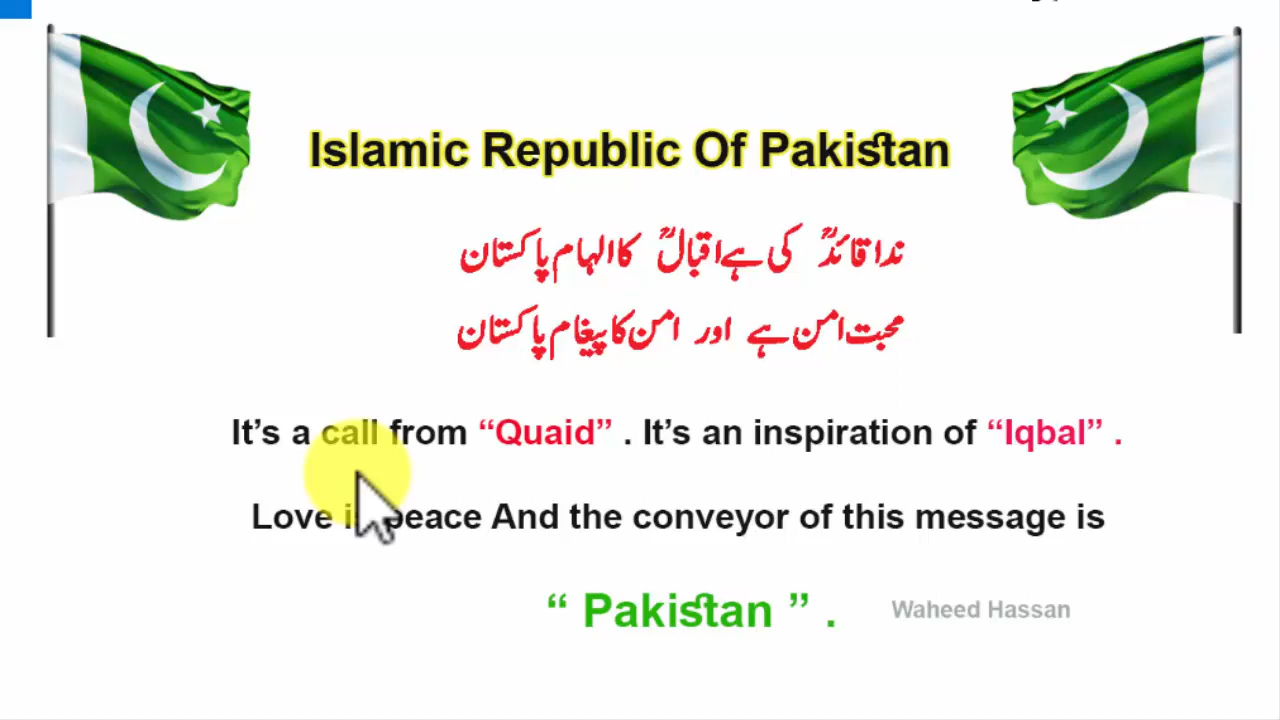 Islamic Republic Of Pakistan
ندا قائدؒ کی ہے اقبالؒ کا الہام پاکستان
محبت امن ہے اور امن کا پیغام پاکستان
It’s a call from “Quaid” . It’s an inspiration of “Iqbal” .
Love is peace And the conveyor of this message is
“ Pakistan ” .
Waheed Hassan